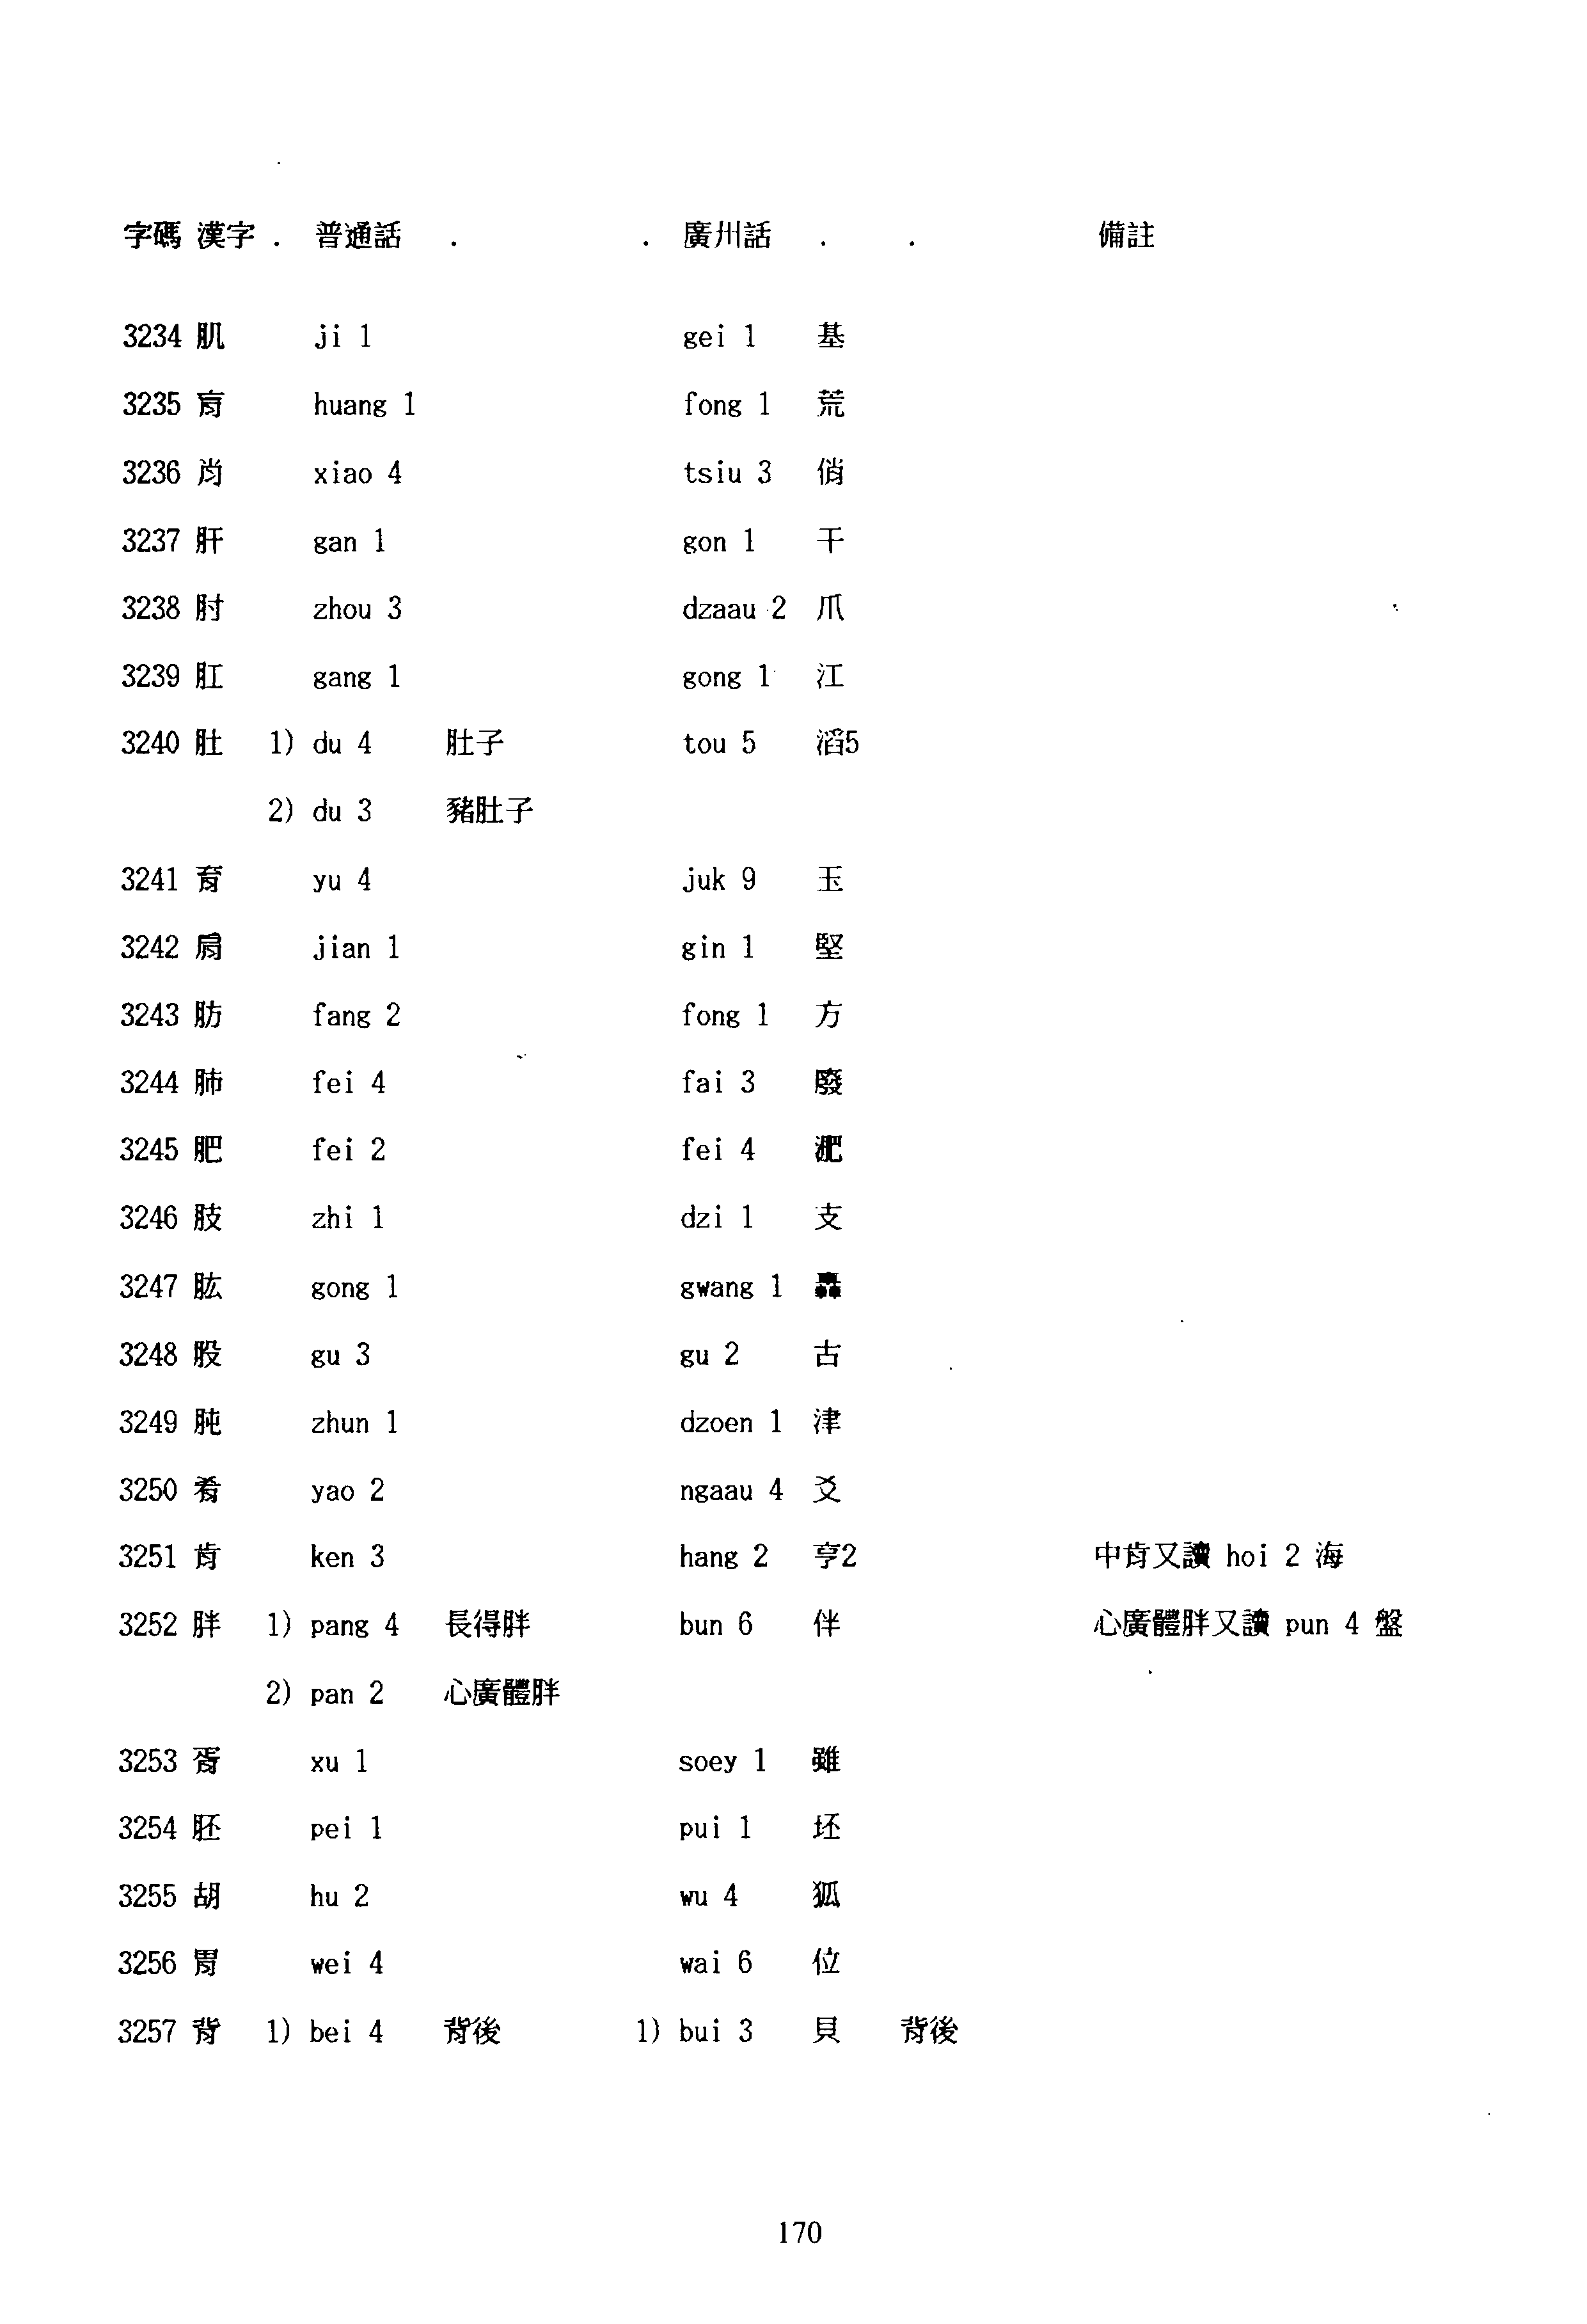 字碼 漢字 . 普通話 . . 廣州話 . . 備註
3234 肌 ji 1 gei 1 基
3235 肓 huang 1 fong 1 荒
3236 肖 xiao 4 tsiu 3 俏
3237 肝 gan 1 gon 1 干
3238 肘 zhou 3 dzaau 2 爪
3239 肛 gang 1 gong 1 江
3240 肚 1) du 4 肚子 tou 5 滔5
2) du 3 豬肚子
3241 育 yu 4 juk 9 玉
3242 肩 jian 1 gin 1 堅
3243 肪 fang 2 fong 1 方
3244 肺 fei 4 fai 3 廢
3245 肥 fei 2 fei 4 淝
3246 肢 zhi 1 dzi 1 支
3247 肱 gong 1 gwang 1 轟
3248 股 gu 3 gu 2 古
3249 肫 zhun 1 dzoen 1 津
3250 肴 yao 2 ngaau 4 爻
3251 肯 ken 3 hang 2 亨2 中肯又讀 hoi 2 海
3252 胖 1) pang 4 長得胖 bun 6 伴 心廣體胖又讀 pun 4 盤
2) pan 2 心廣體胖
3253 胥 xu 1 soey 1 雖
3254 胚 pei 1 pui 1 坯
3255 胡 hu 2 wu 4 狐
3256 胃 wei 4 wai 6 位
3257 背 1) bei 4 背後 1) bui 3 貝 背後
170